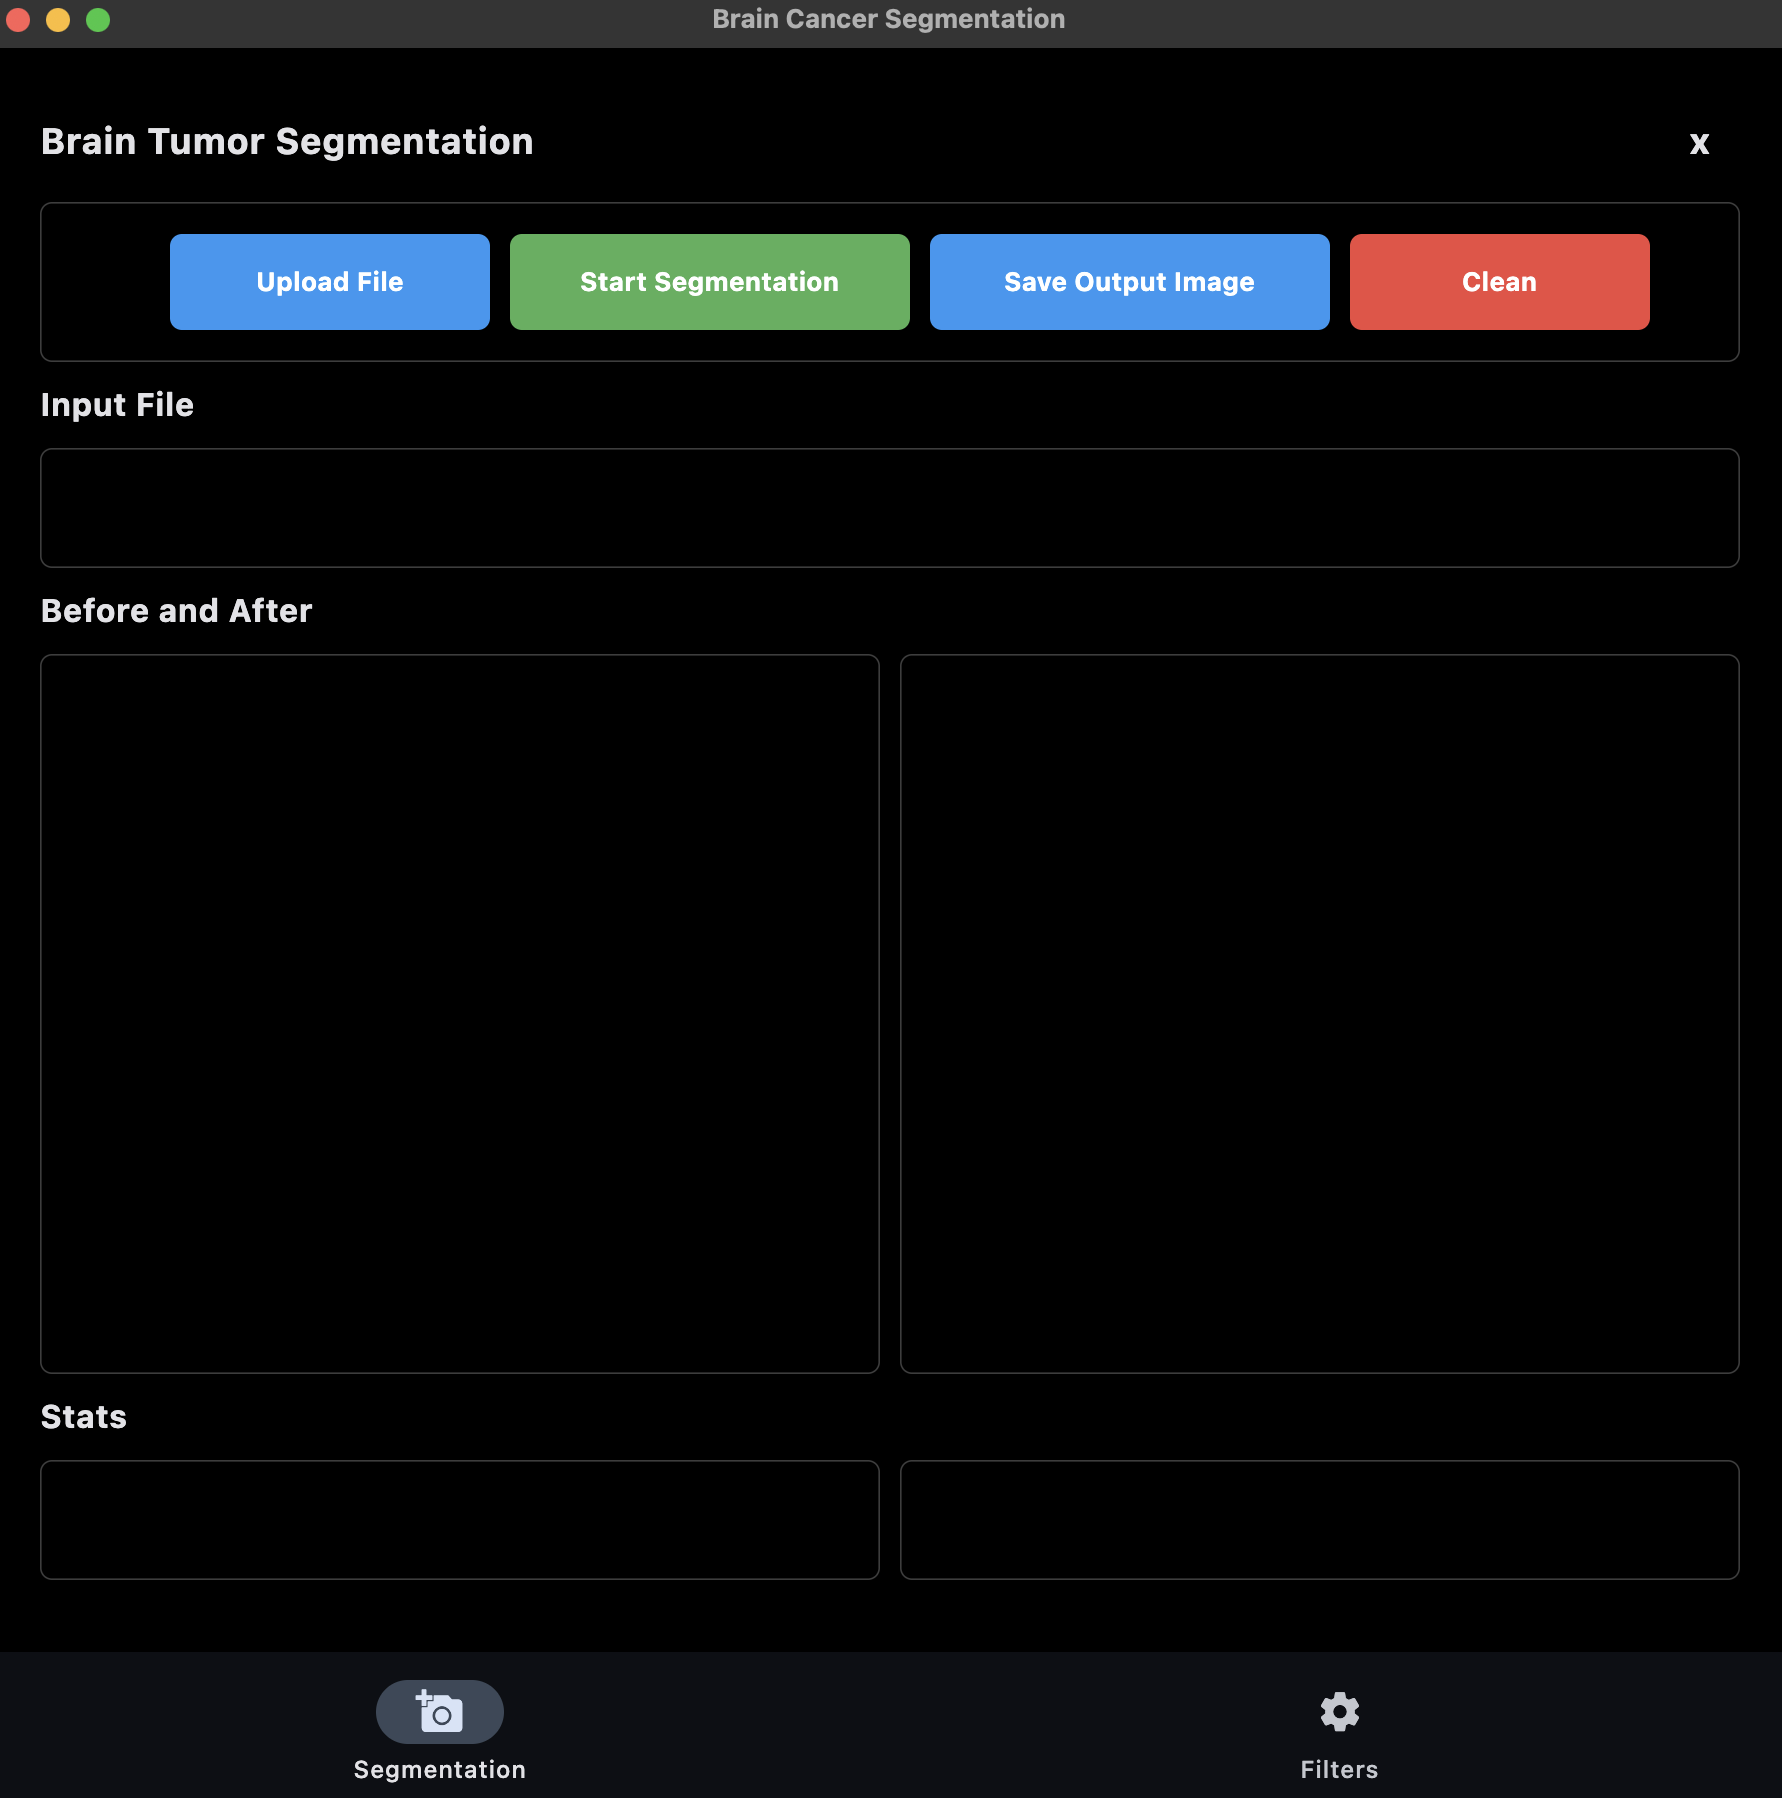 Brain Cancer Segmentation
Brain Tumor Segmentation
x
Upload File
Start Segmentation
Save Output Image
Clean
Input File
Before and After
Stats
Segmentation
Filters